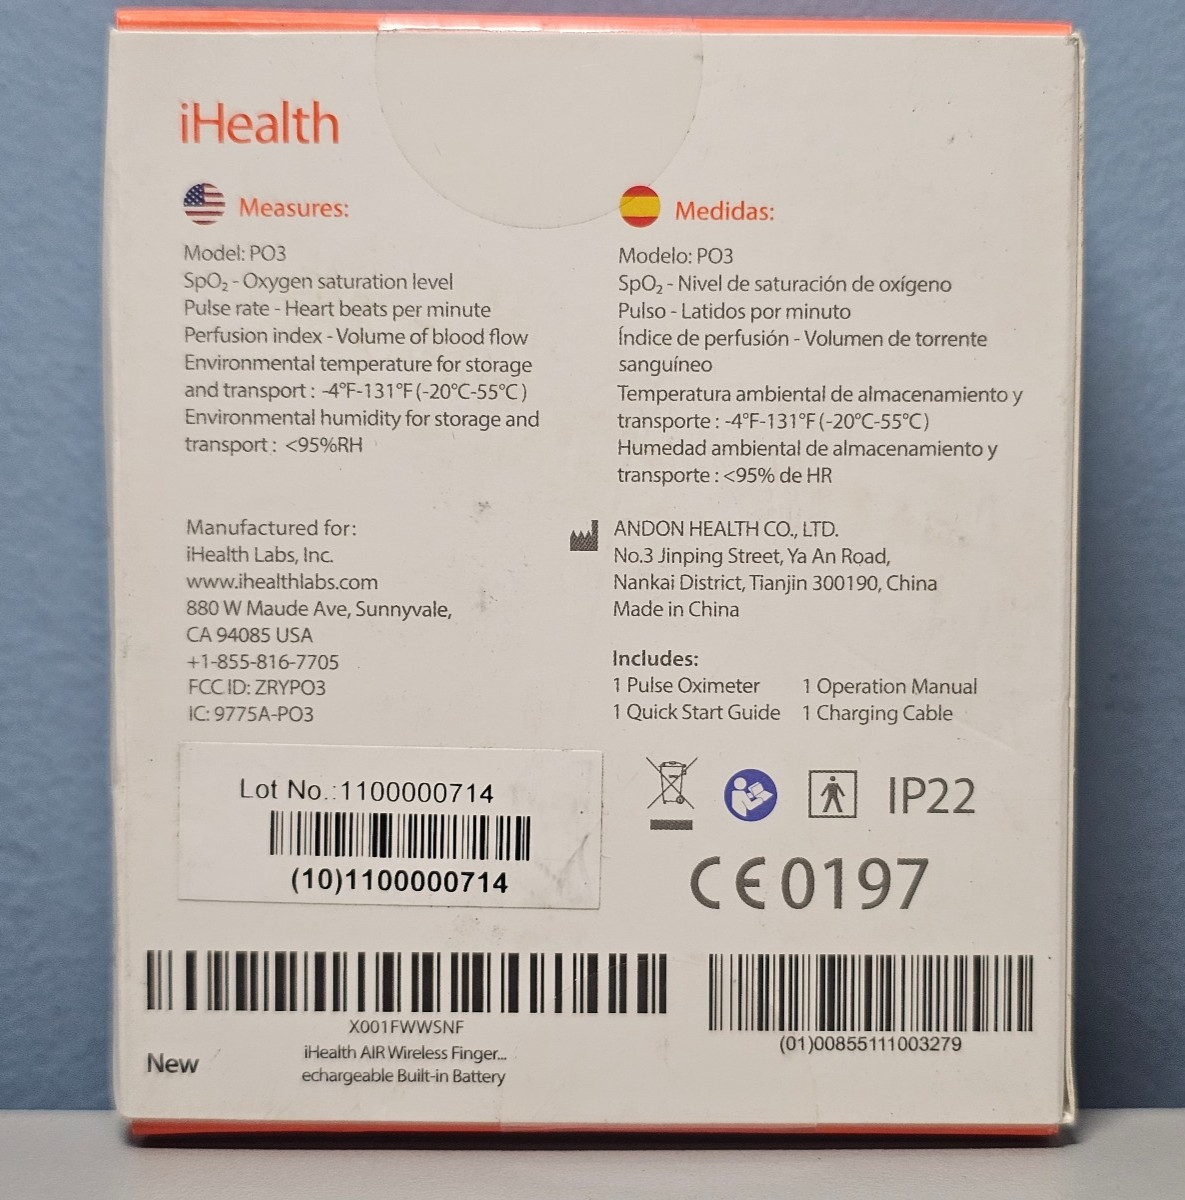 iHealth
Measures:
Model: PO3
SpO₂ - Oxygen saturation level
Pulse rate - Heart beats per minute
Perfusion index - Volume of blood flow
Environmental temperature for storage
and transport : -4°F-131°F (-20°C-55°C)
Environmental humidity for storage and
transport : <95%RH
Medidas:
Modelo: PO3
SpO₂ - Nivel de saturación de oxígeno
Pulso - Latidos por minuto
Índice de perfusión - Volumen de torrente
sanguíneo
Temperatura ambiental de almacenamiento y
transporte : -4°F-131°F (-20°C-55°C)
Humedad ambiental de almacenamiento y
transporte : <95% de HR
Manufactured for:
iHealth Labs, Inc.
www.ihealthlabs.com
880 W Maude Ave, Sunnyvale,
CA 94085 USA
+1-855-816-7705
FCC ID: ZRYPO3
IC: 9775A-PO3
ANDON HEALTH CO., LTD.
No.3 Jinping Street, Ya An Road,
Nankai District, Tianjin 300190, China
Made in China
Includes:
1 Pulse Oximeter 1 Operation Manual
1 Quick Start Guide 1 Charging Cable
Lot No.:1100000714
(10)1100000714
IP22
CE 0197
X001FWWSNF
iHealth AIR Wireless Finger...
echargeable Built-in Battery
New
(01)00855111003279